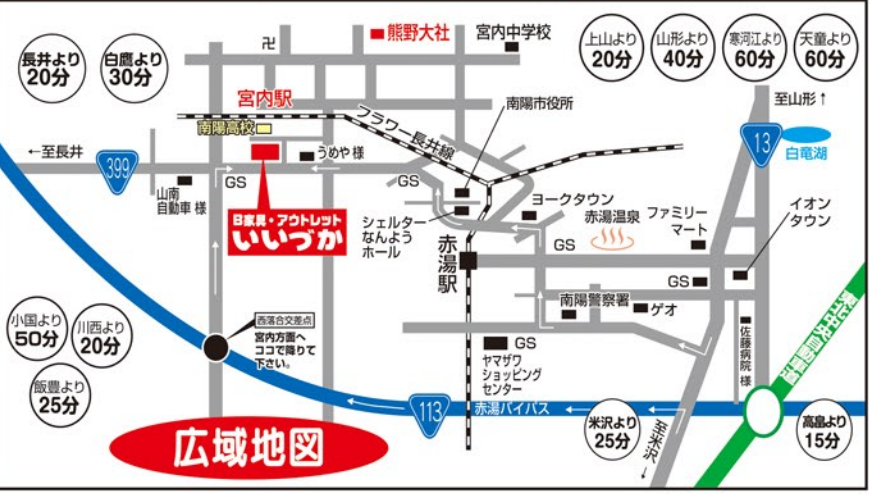 長井より
20分
白鷹より
30分
卍
熊野大社
宮内中学校
上山より
20分
山形より
40分
寒河江より
60分
天童より
60分
宮内駅
フラワー長井線
南陽市役所
至山形↑
南陽高校
13
白竜湖
←至長井
399
うめや 様
GS
GS
山南
自動車 様
B家具・アウトレット
いいづか
シェルター
なんよう
ホール
ヨークタウン
赤湯温泉
ファミリー
マート
イオン
タウン
GS
赤湯駅
GS
南陽警察署
ゲオ
小国より
50分
川西より
20分
飯豊より
25分
西落合交差点
宮内方面へ
ココで降りて
下さい。
GS
ヤマザワ
ショッピング
センター
佐藤病院 様
113
赤湯バイパス
米沢より
25分
至米沢→
高畠より
15分
広域地図